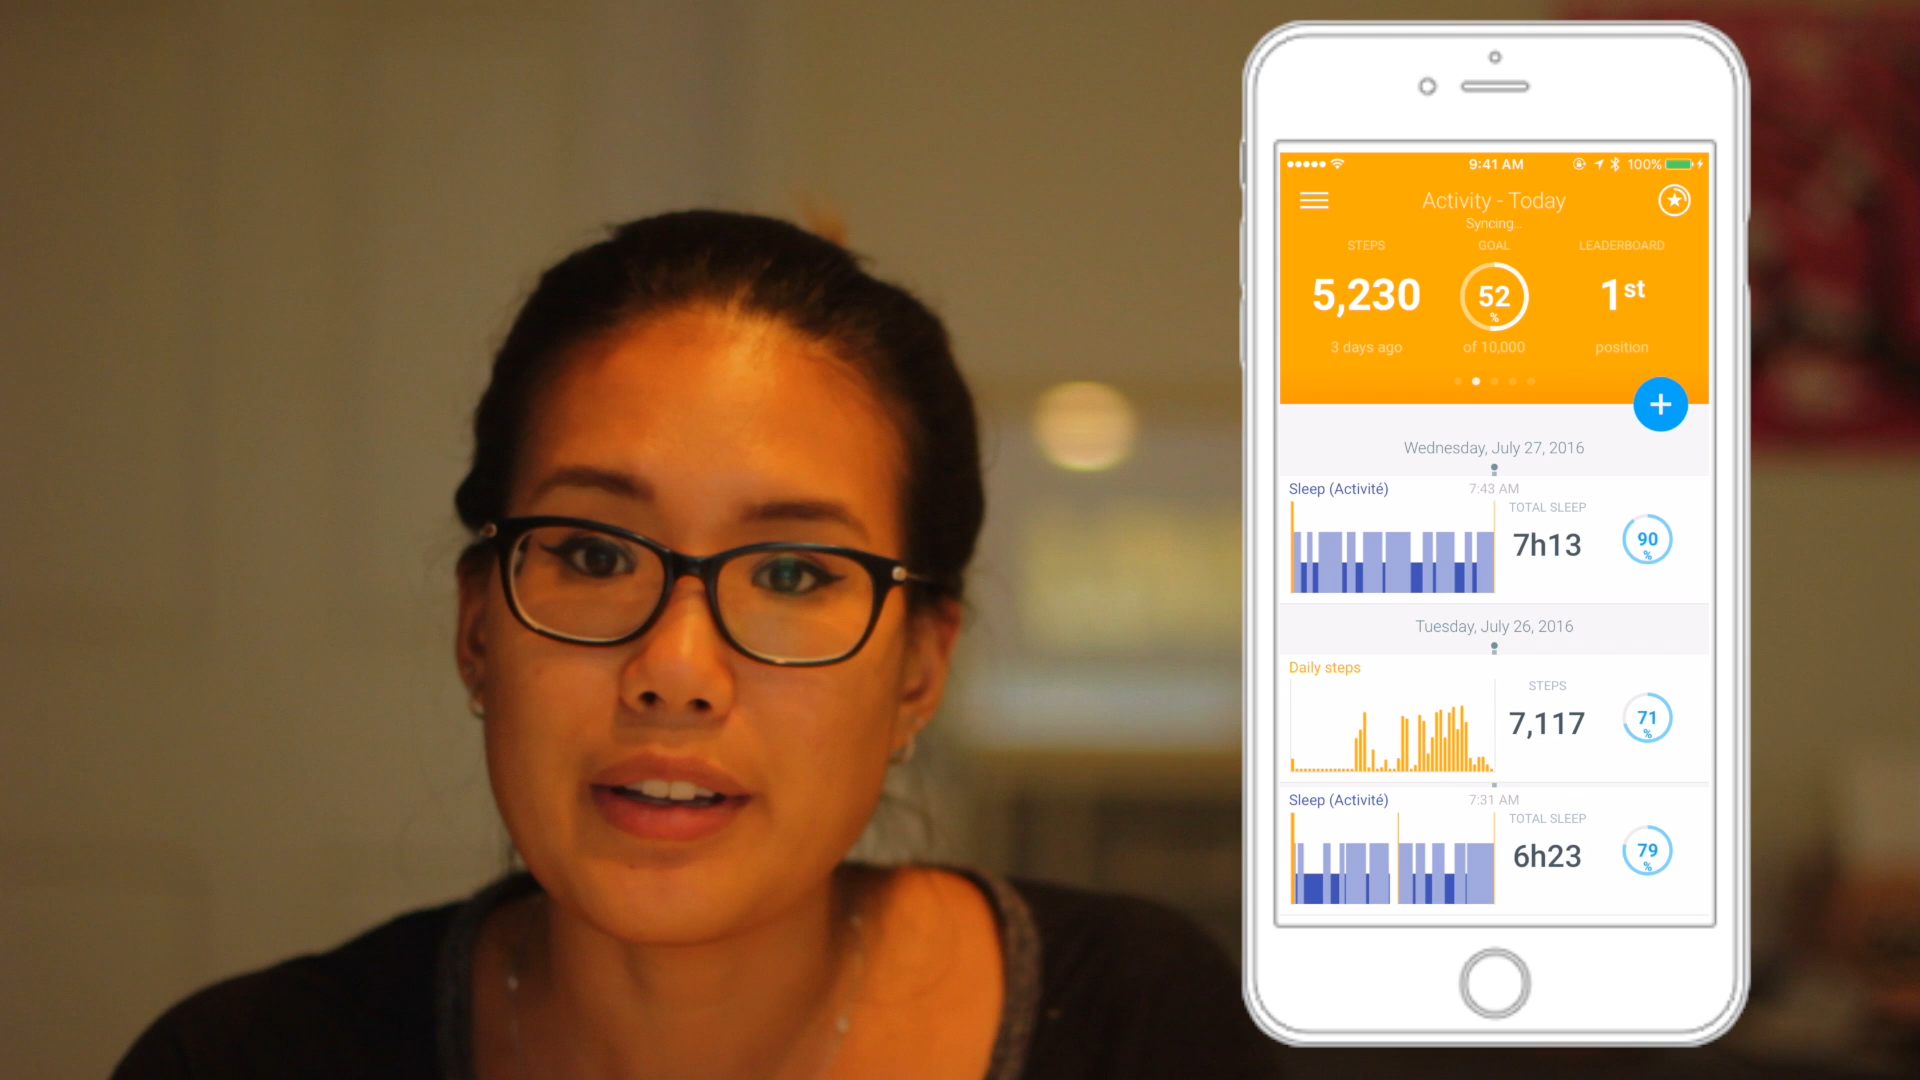 9:41 AM 100%
Activity - Today
Syncing..
STEPS GOAL LEADERBOARD
5,230 52 % 1st
3 days ago of 10,000 position
+
Wednesday, July 27, 2016
Sleep (Activité) 7:43 AM
TOTAL SLEEP
7h13 90 %
Tuesday, July 26, 2016
Daily steps
STEPS
7,117 71 %
Sleep (Activité) 7:31 AM
TOTAL SLEEP
6h23 79 %